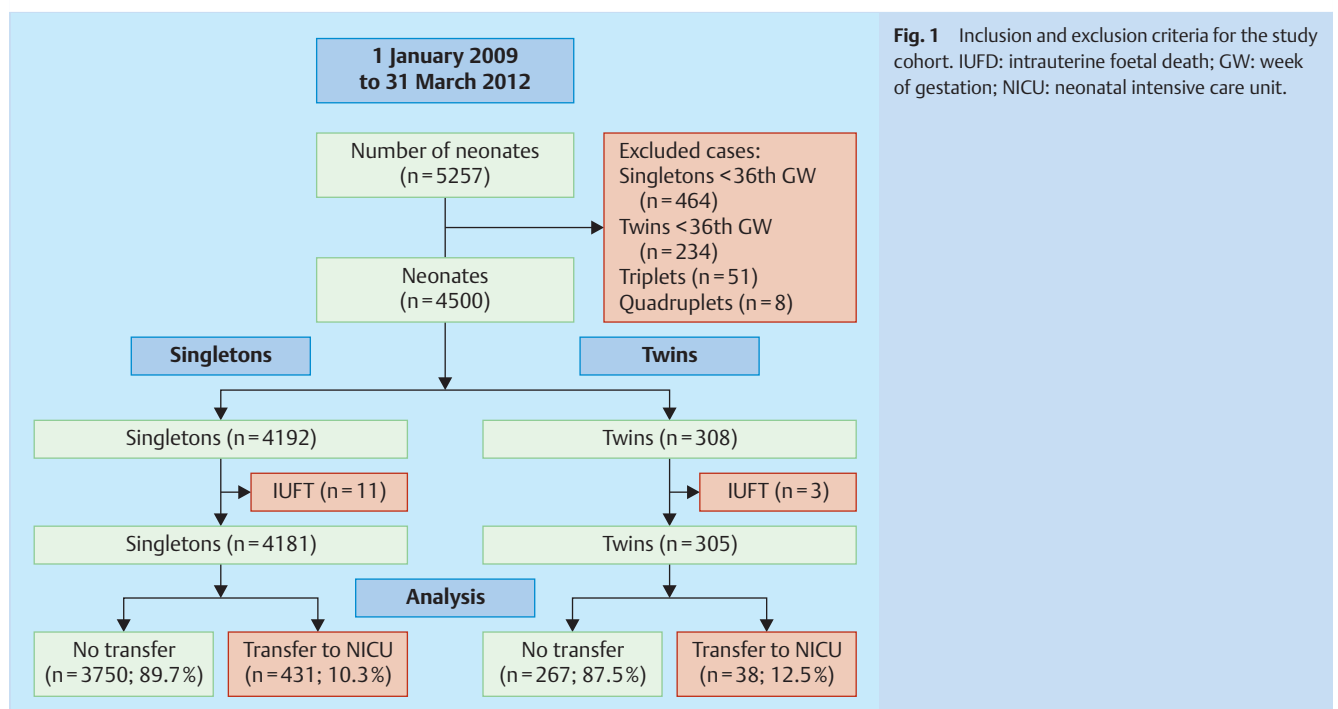 1 January 2009
to 31 March 2012
Number of neonates
(n=5257)
Excluded cases:
Singletons <36th GW
(n=464)
Twins <36th GW
(n=234)
Triplets (n=51)
Quadruplets (n=8)
Neonates
(n=4500)
Singletons
Twins
Singletons (n=4192)
Twins (n=308)
IUFT (n=11)
IUFT (n=3)
Singletons (n=4181)
Twins (n=305)
Analysis
No transfer
(n=3750; 89.7%)
Transfer to NICU
(n=431; 10.3%)
No transfer
(n=267; 87.5%)
Transfer to NICU
(n=38; 12.5%)
Fig. 1 Inclusion and exclusion criteria for the study
cohort. IUFD: intrauterine foetal death; GW: week
of gestation; NICU: neonatal intensive care unit.